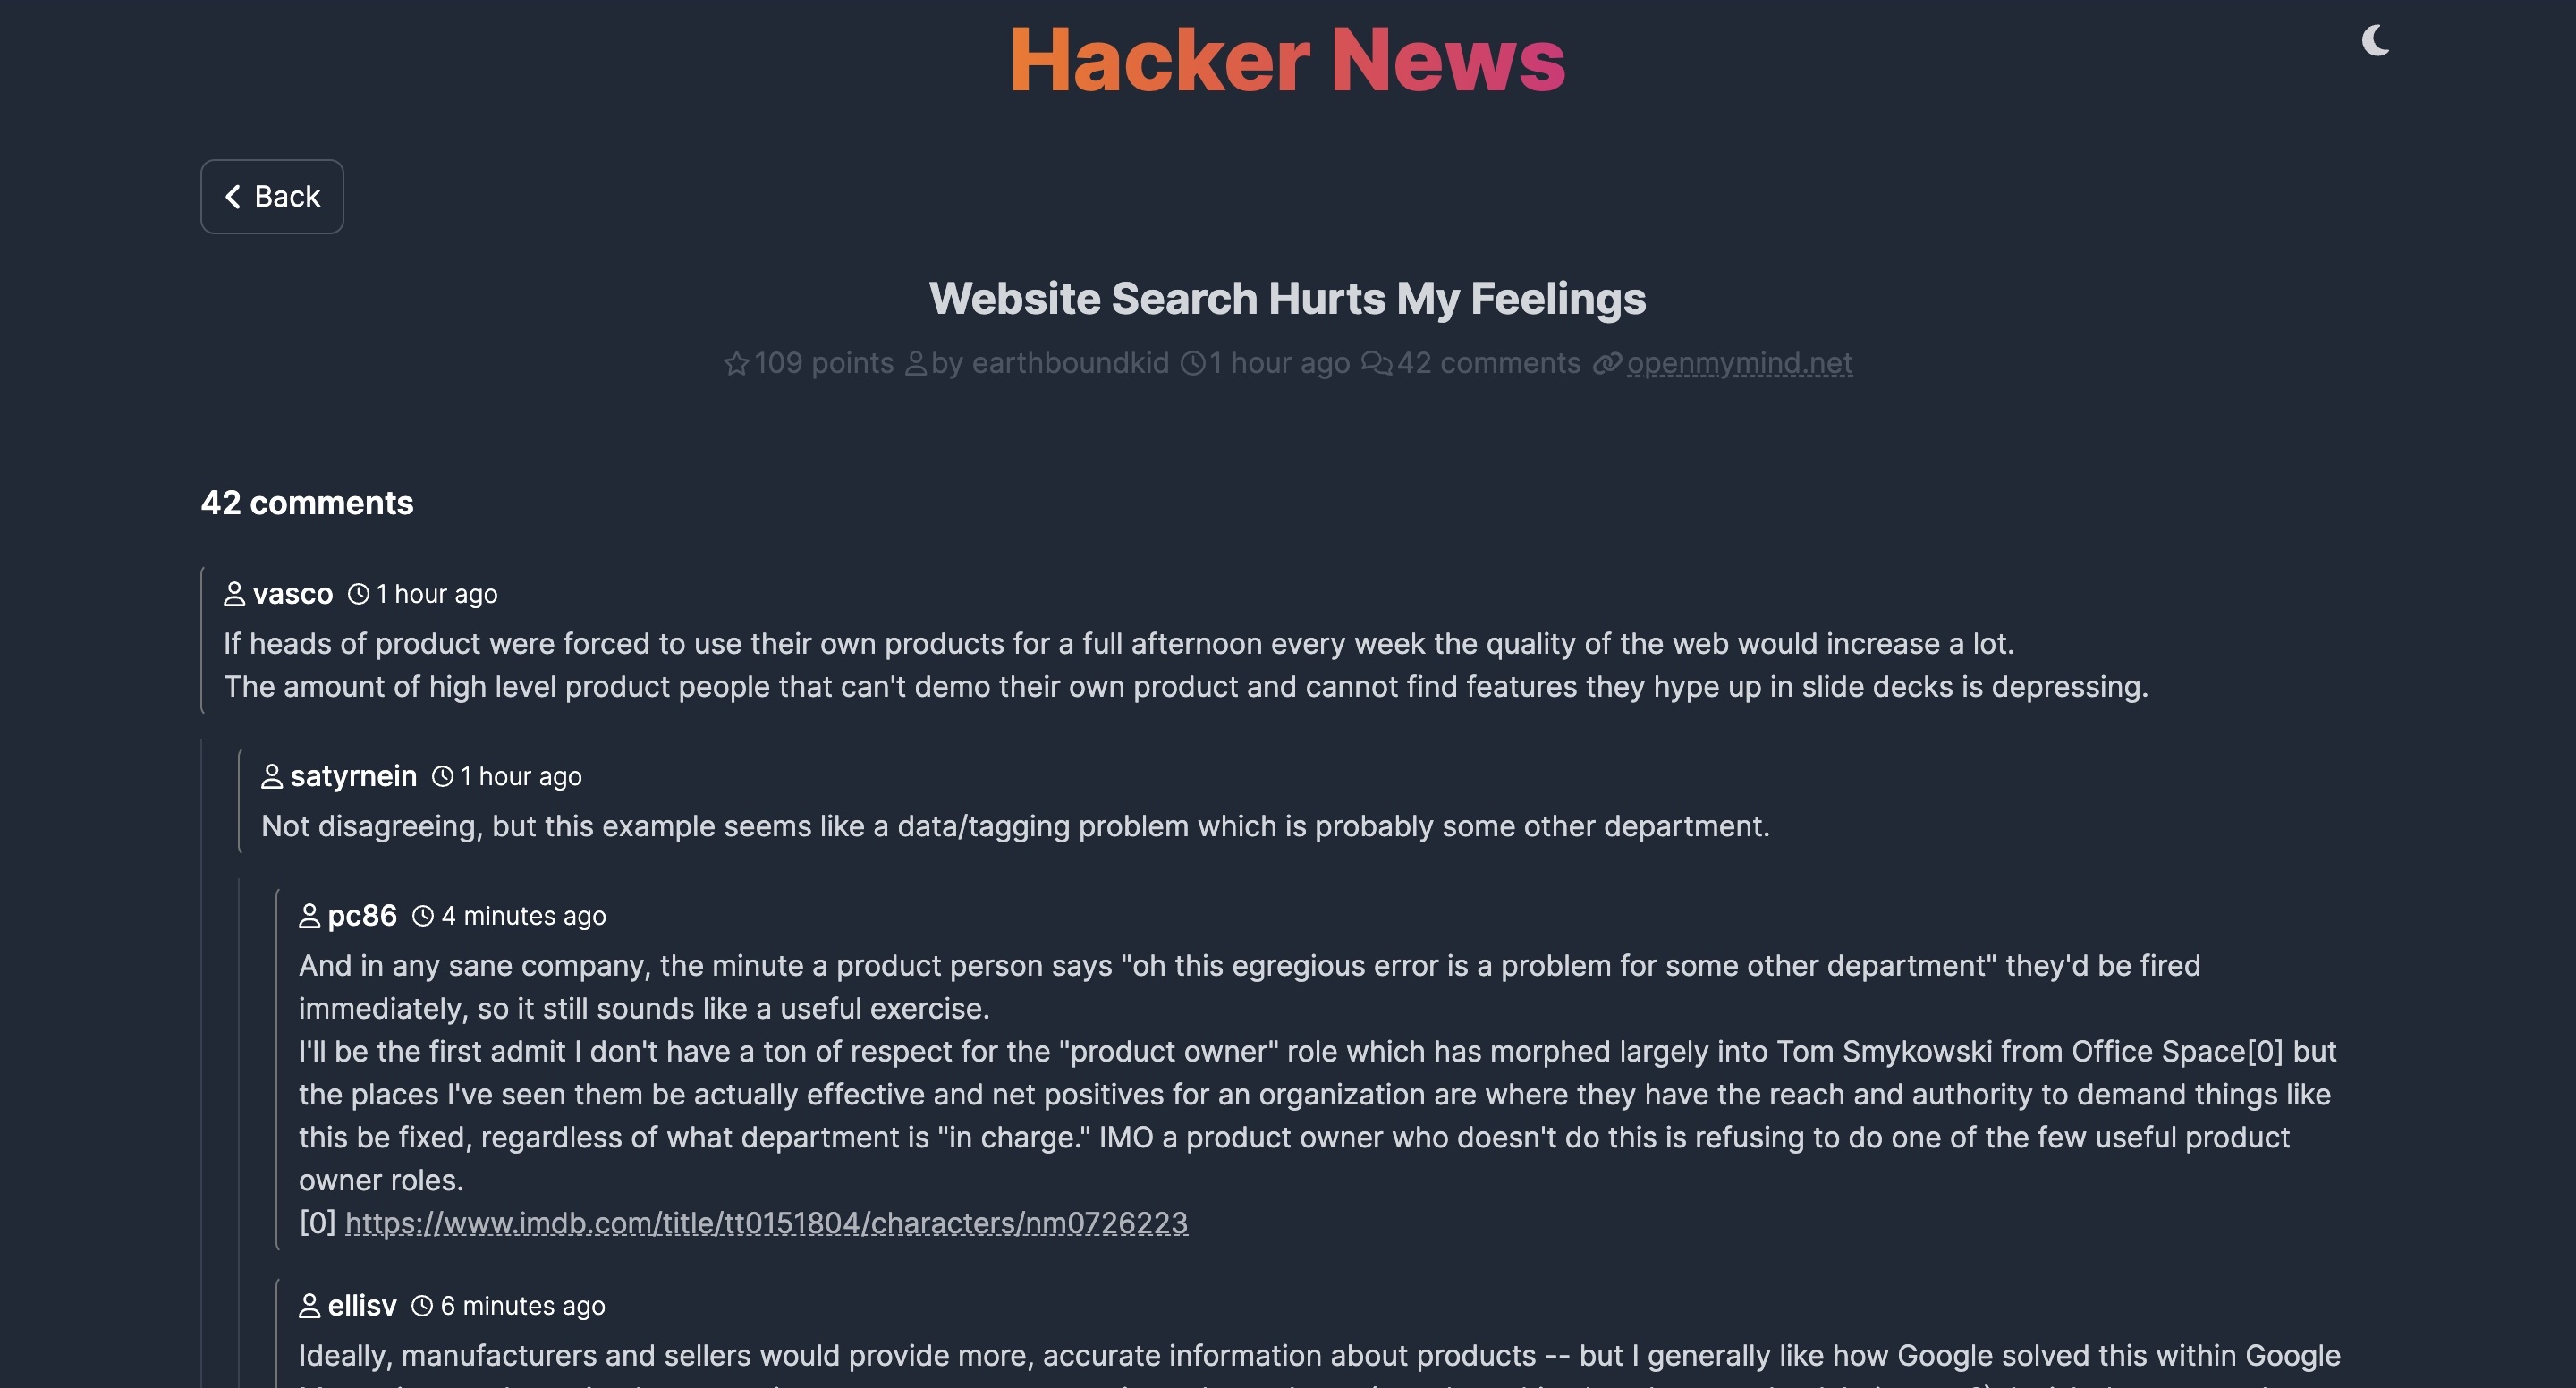 Hacker News
Back
Website Search Hurts My Feelings
109 points by earthboundkid 1 hour ago 42 comments openmymind.net
42 comments
vasco 1 hour ago
If heads of product were forced to use their own products for a full afternoon every week the quality of the web would increase a lot.
The amount of high level product people that can't demo their own product and cannot find features they hype up in slide decks is depressing.
satyrnein 1 hour ago
Not disagreeing, but this example seems like a data/tagging problem which is probably some other department.
pc86 4 minutes ago
And in any sane company, the minute a product person says "oh this egregious error is a problem for some other department" they'd be fired
immediately, so it still sounds like a useful exercise.
I'll be the first admit I don't have a ton of respect for the "product owner" role which has morphed largely into Tom Smykowski from Office Space[0] but
the places I've seen them be actually effective and net positives for an organization are where they have the reach and authority to demand things like
this be fixed, regardless of what department is "in charge." IMO a product owner who doesn't do this is refusing to do one of the few useful product
owner roles.
[0] https://www.imdb.com/title/tt0151804/characters/nm0726223
ellisv 6 minutes ago
Ideally, manufacturers and sellers would provide more, accurate information about products -- but I generally like how Google solved this within Google